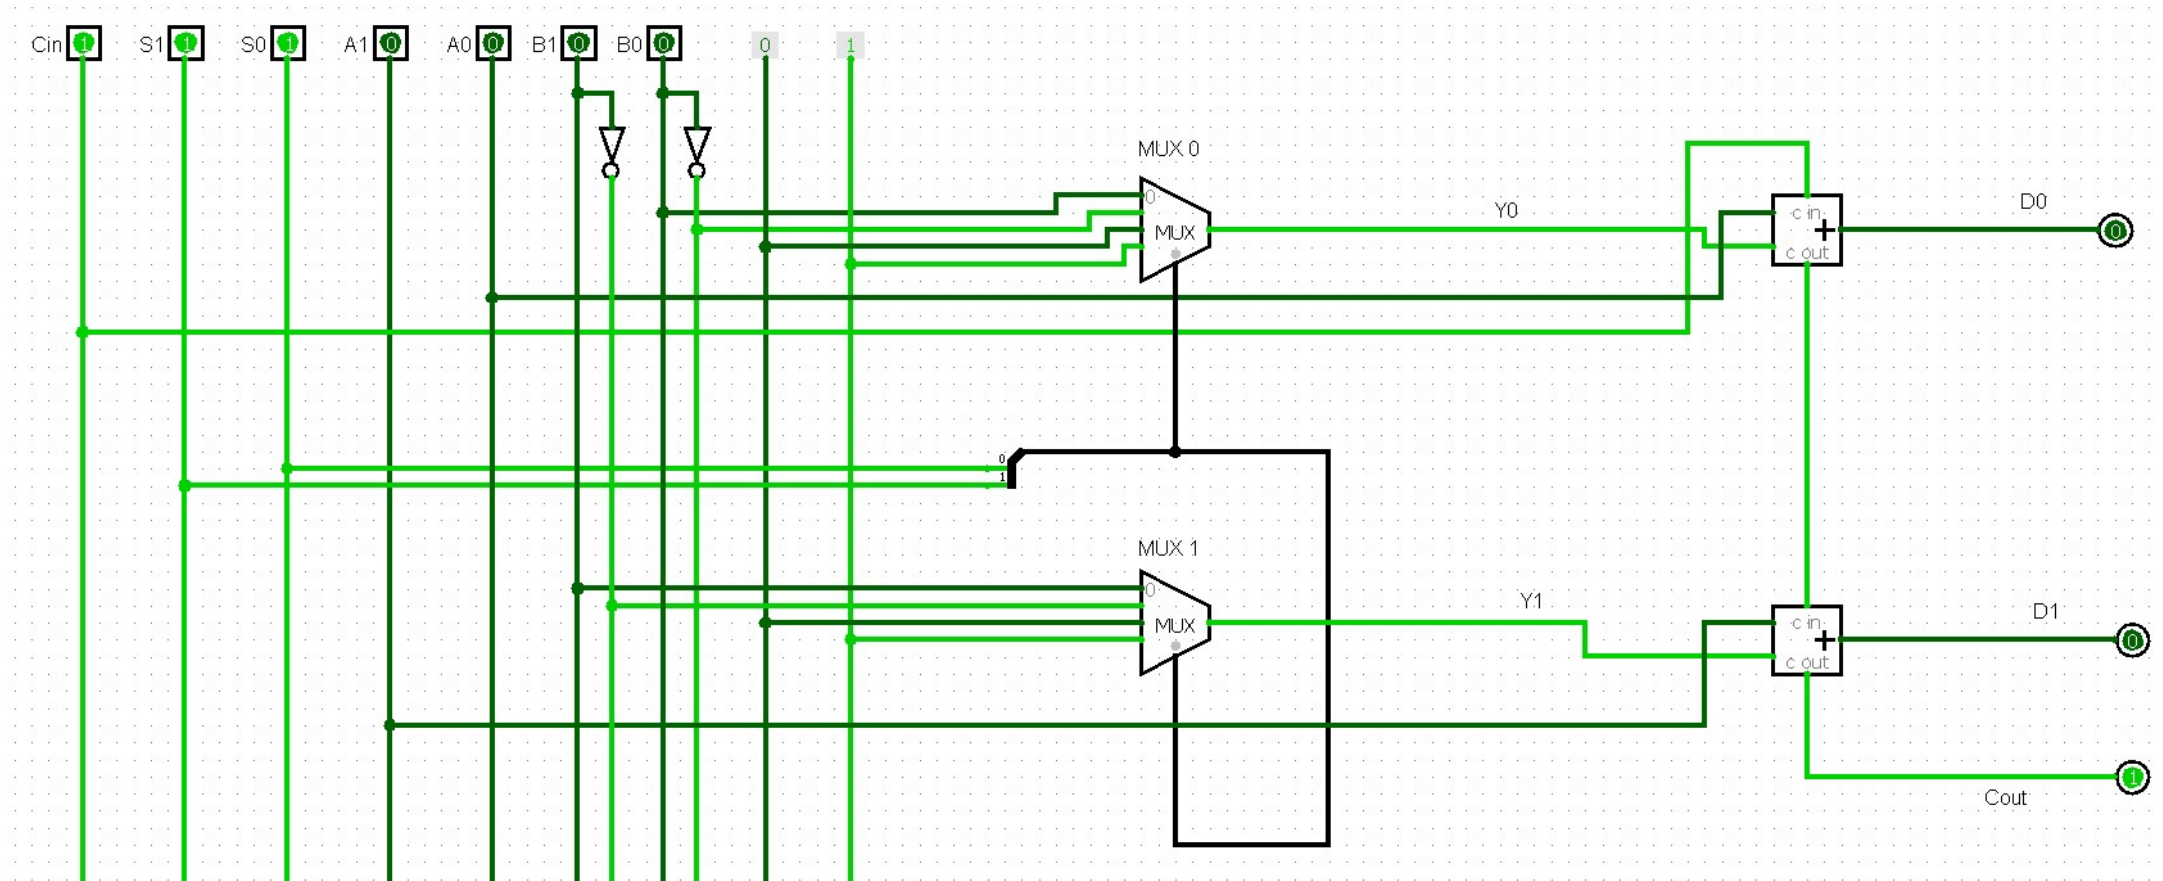 Cin 1 S1 1 S0 1 A1 0 A0 0 B1 0 B0 0 0 1
MUX 0
0
MUX
Y0
c in
+
c out
D0
0
0
1
MUX 1
0
MUX
Y1
c in
+
c out
D1
0
1
Cout